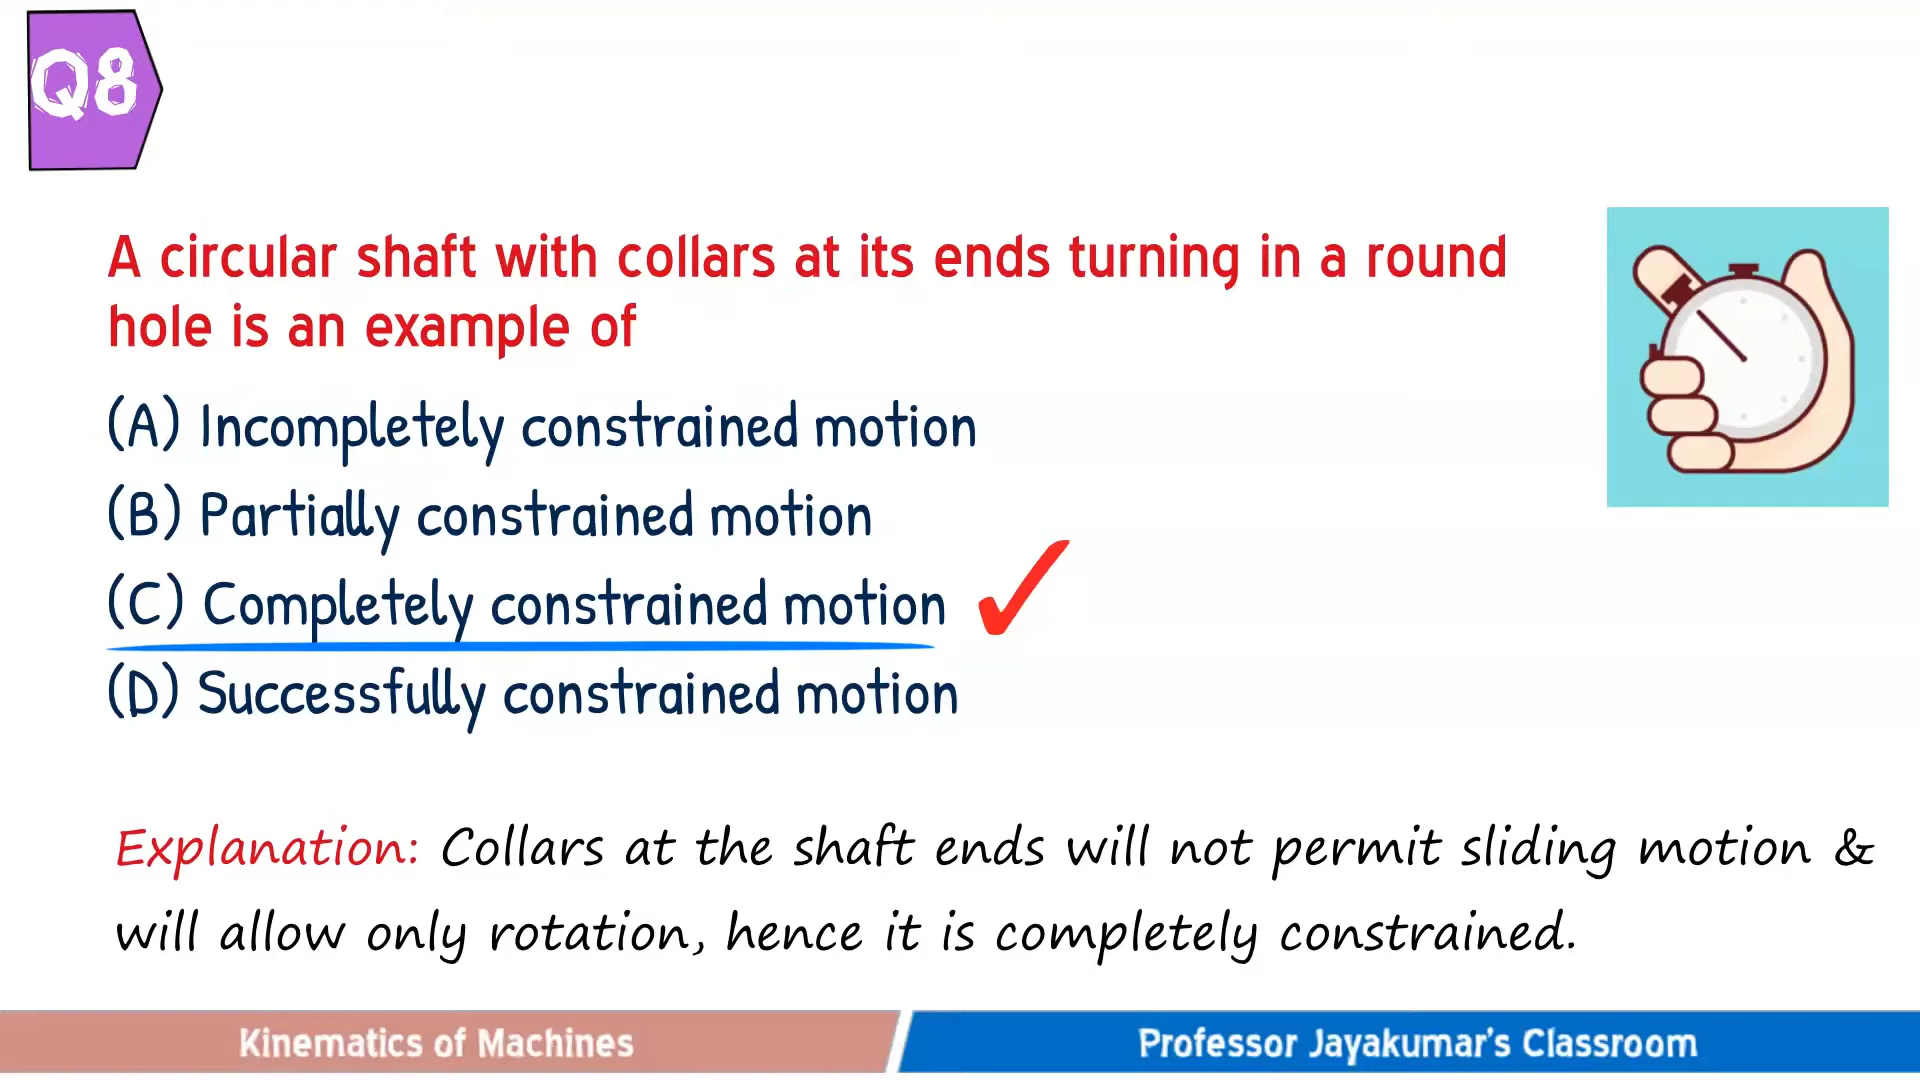 Q8
A circular shaft with collars at its ends turning in a round
hole is an example of
(A) Incompletely constrained motion
(B) Partially constrained motion
(C) Completely constrained motion
(D) Successfully constrained motion
Explanation: Collars at the shaft ends will not permit sliding motion &
will allow only rotation, hence it is completely constrained.
Kinematics of Machines
Professor Jayakumar's Classroom